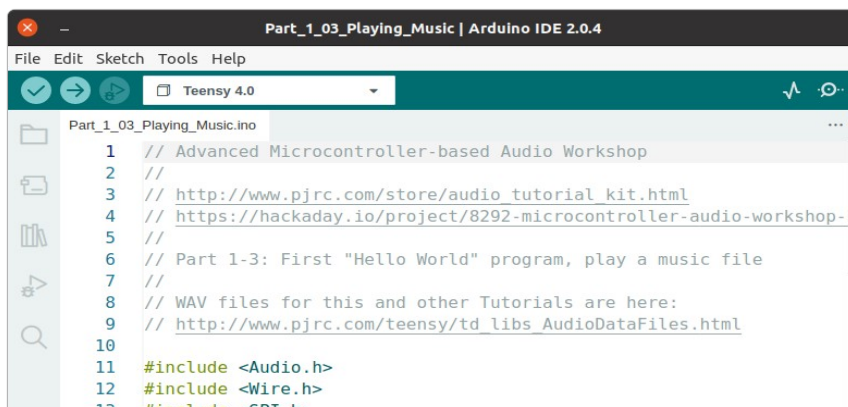 Part_1_03_Playing_Music | Arduino IDE 2.0.4
File Edit Sketch Tools Help
Teensy 4.0
Part_1_03_Playing_Music.ino
1 // Advanced Microcontroller-based Audio Workshop
2 //
3 // http://www.pjrc.com/store/audio_tutorial_kit.html
4 // https://hackaday.io/project/8292-microcontroller-audio-workshop-
5 //
6 // Part 1-3: First "Hello World" program, play a music file
7 //
8 // WAV files for this and other Tutorials are here:
9 // http://www.pjrc.com/teensy/td_libs_AudioDataFiles.html
10
11 #include <Audio.h>
12 #include <Wire.h>